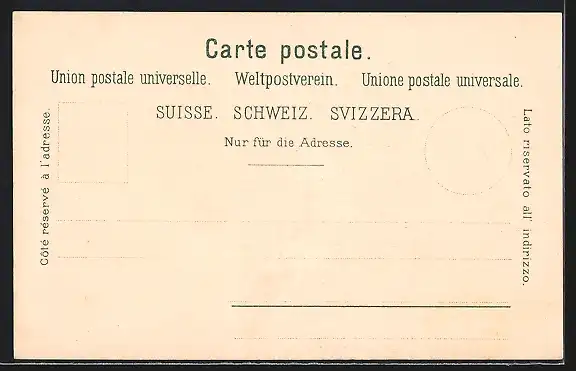 Carte postale.
Union postale universelle. Weltpostverein. Unione postale universale.
SUISSE. SCHWEIZ. SVIZZERA.
Nur für die Adresse.
Côté réservé à l'adresse.
Lato riservato all' indirizzo.